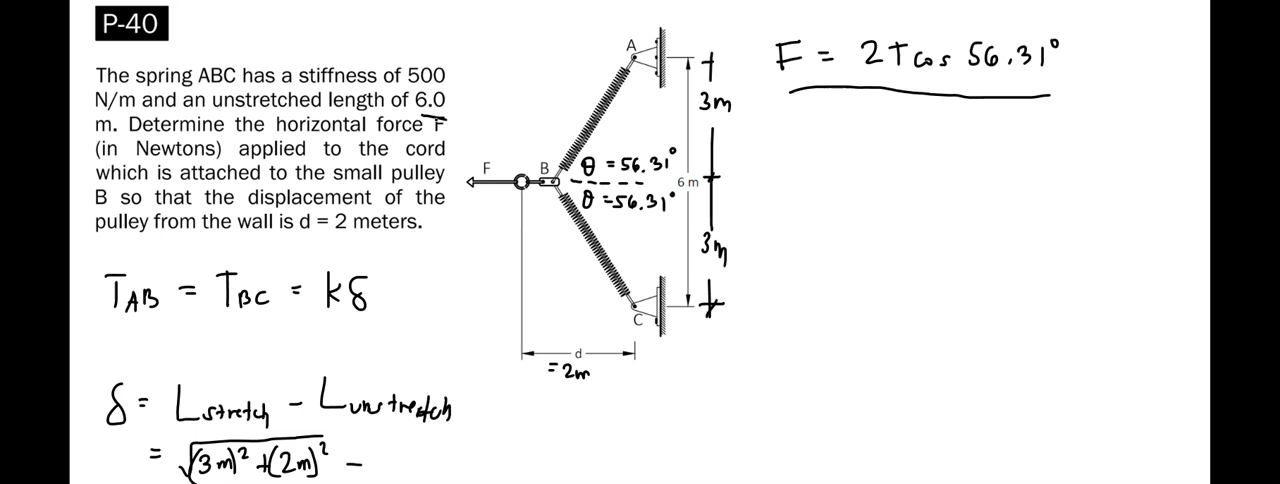 P-40
The spring ABC has a stiffness of 500
N/m and an unstretched length of 6.0
m. Determine the horizontal force F
(in Newtons) applied to the cord
which is attached to the small pulley
B so that the displacement of the
pulley from the wall is d = 2 meters.
T_AB = T_BC = kδ
δ = L_stretch - L_unstretch
= √(3m)² + (2m)² -
A
F
B
θ = 56.31°
θ = 56.31°
C
d
= 2m
6 m
3m
3m
F = 2T cos 56.31°